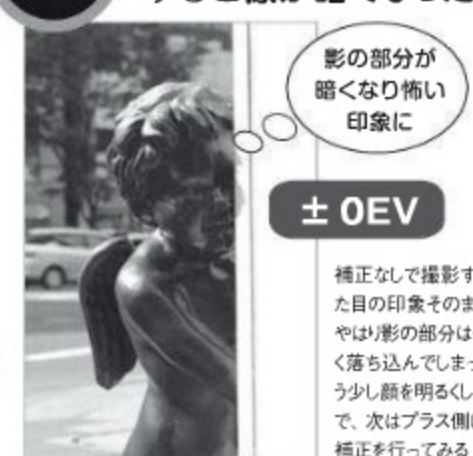 影の部分が
暗くなり怖い
印象に
± 0EV
補正なしで撮影す
た目の印象そのま
やはり影の部分は
く落ち込んでしまっ
う少し顔を明るくし
で、次はプラス側に
補正を行ってみる